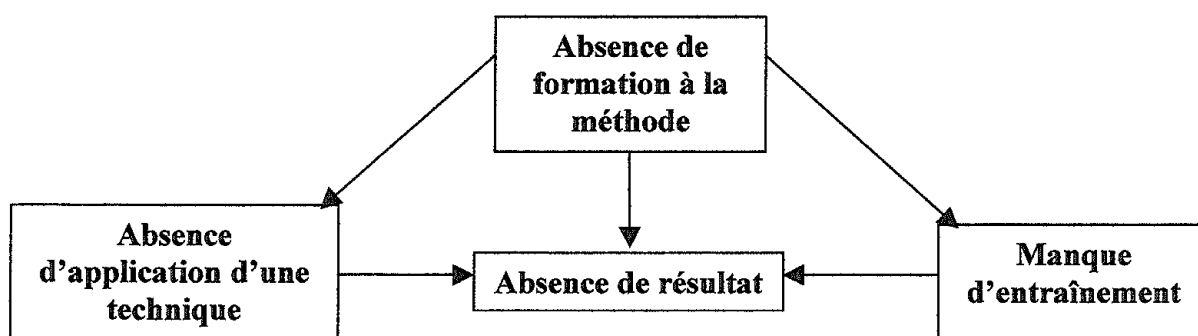 Absence de
formation à la
méthode
Absence
d'application d'une
technique
Absence de résultat
Manque
d'entraînement